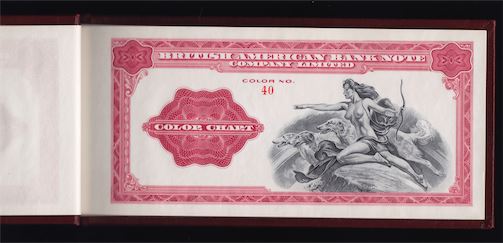 BRITISH AMERICAN BANK NOTE
COMPANY LIMITED
COLOR NO.
40
COLOR CHART